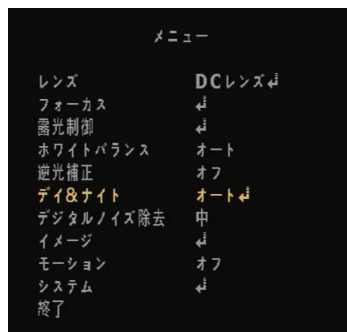 メニュー
レンズ DCレンズ↲
フォーカス ↲
露光制御 ↲
ホワイトバランス オート
逆光補正 オフ
デイ&ナイト オート↲
デジタルノイズ除去 中
イメージ ↲
モーション オフ
システム ↲
終了